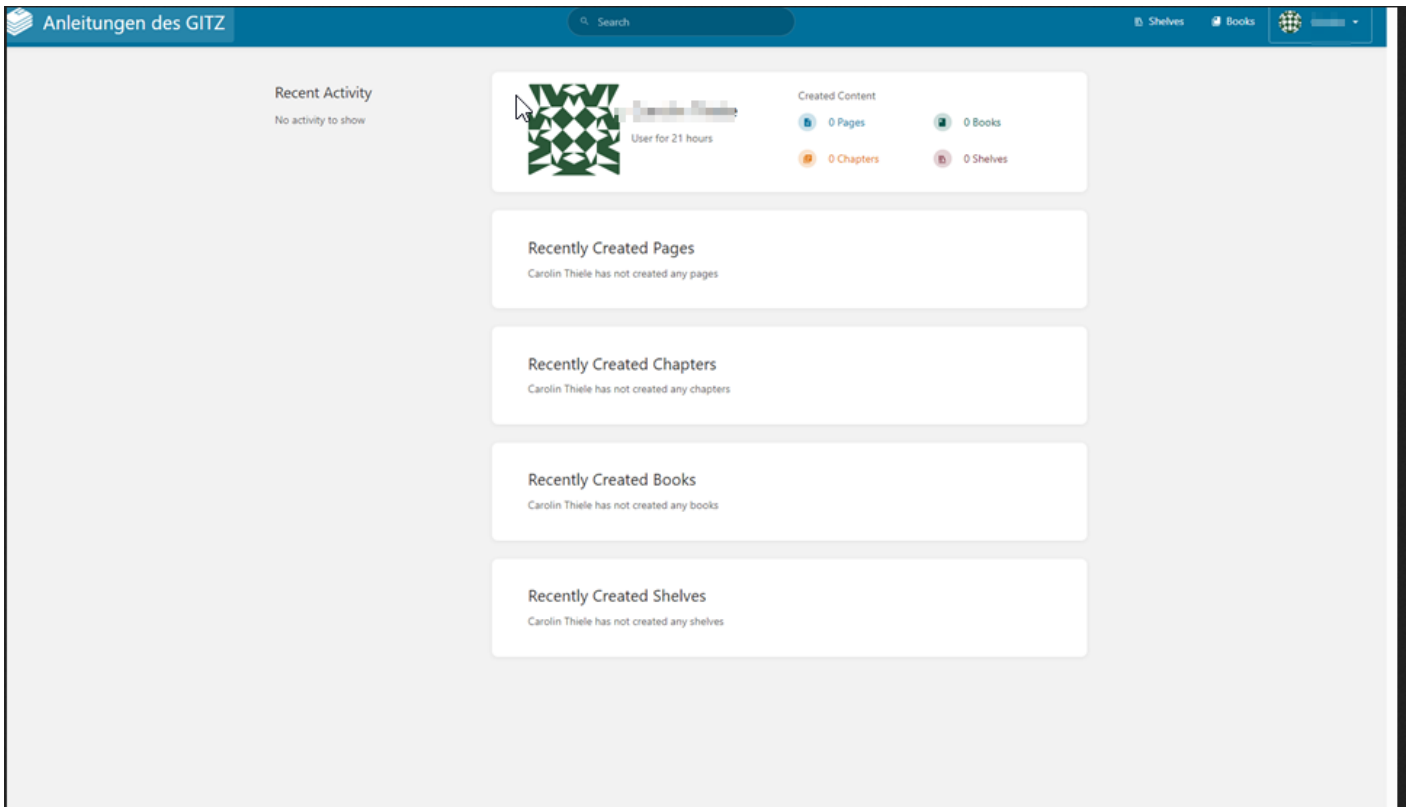 Anleitungen des GITZ
Search
Shelves
Books
Recent Activity
No activity to show
User for 21 hours
Created Content
0 Pages
0 Books
0 Chapters
0 Shelves
Recently Created Pages
Carolin Thiele has not created any pages
Recently Created Chapters
Carolin Thiele has not created any chapters
Recently Created Books
Carolin Thiele has not created any books
Recently Created Shelves
Carolin Thiele has not created any shelves